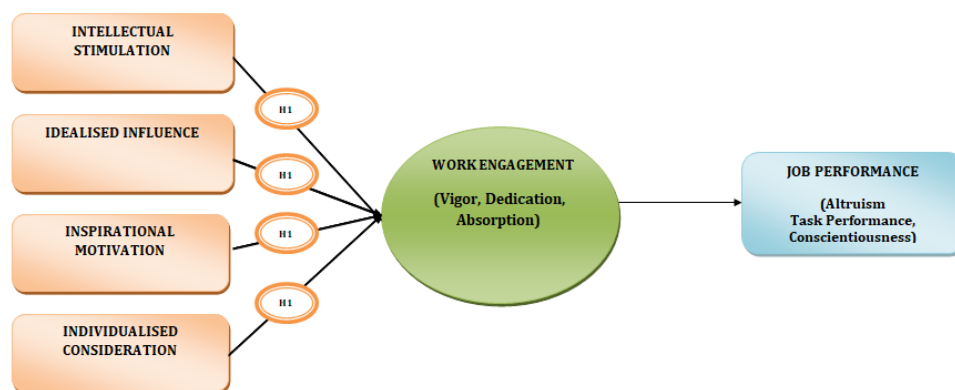 INTELLECTUAL
STIMULATION
H1
IDEALISED INFLUENCE
H1
INSPIRATIONAL
MOTIVATION
H1
INDIVIDUALISED
CONSIDERATION
H1
WORK ENGAGEMENT
(Vigor, Dedication,
Absorption)
JOB PERFORMANCE
(Altruism
Task Performance,
Conscientiousness)